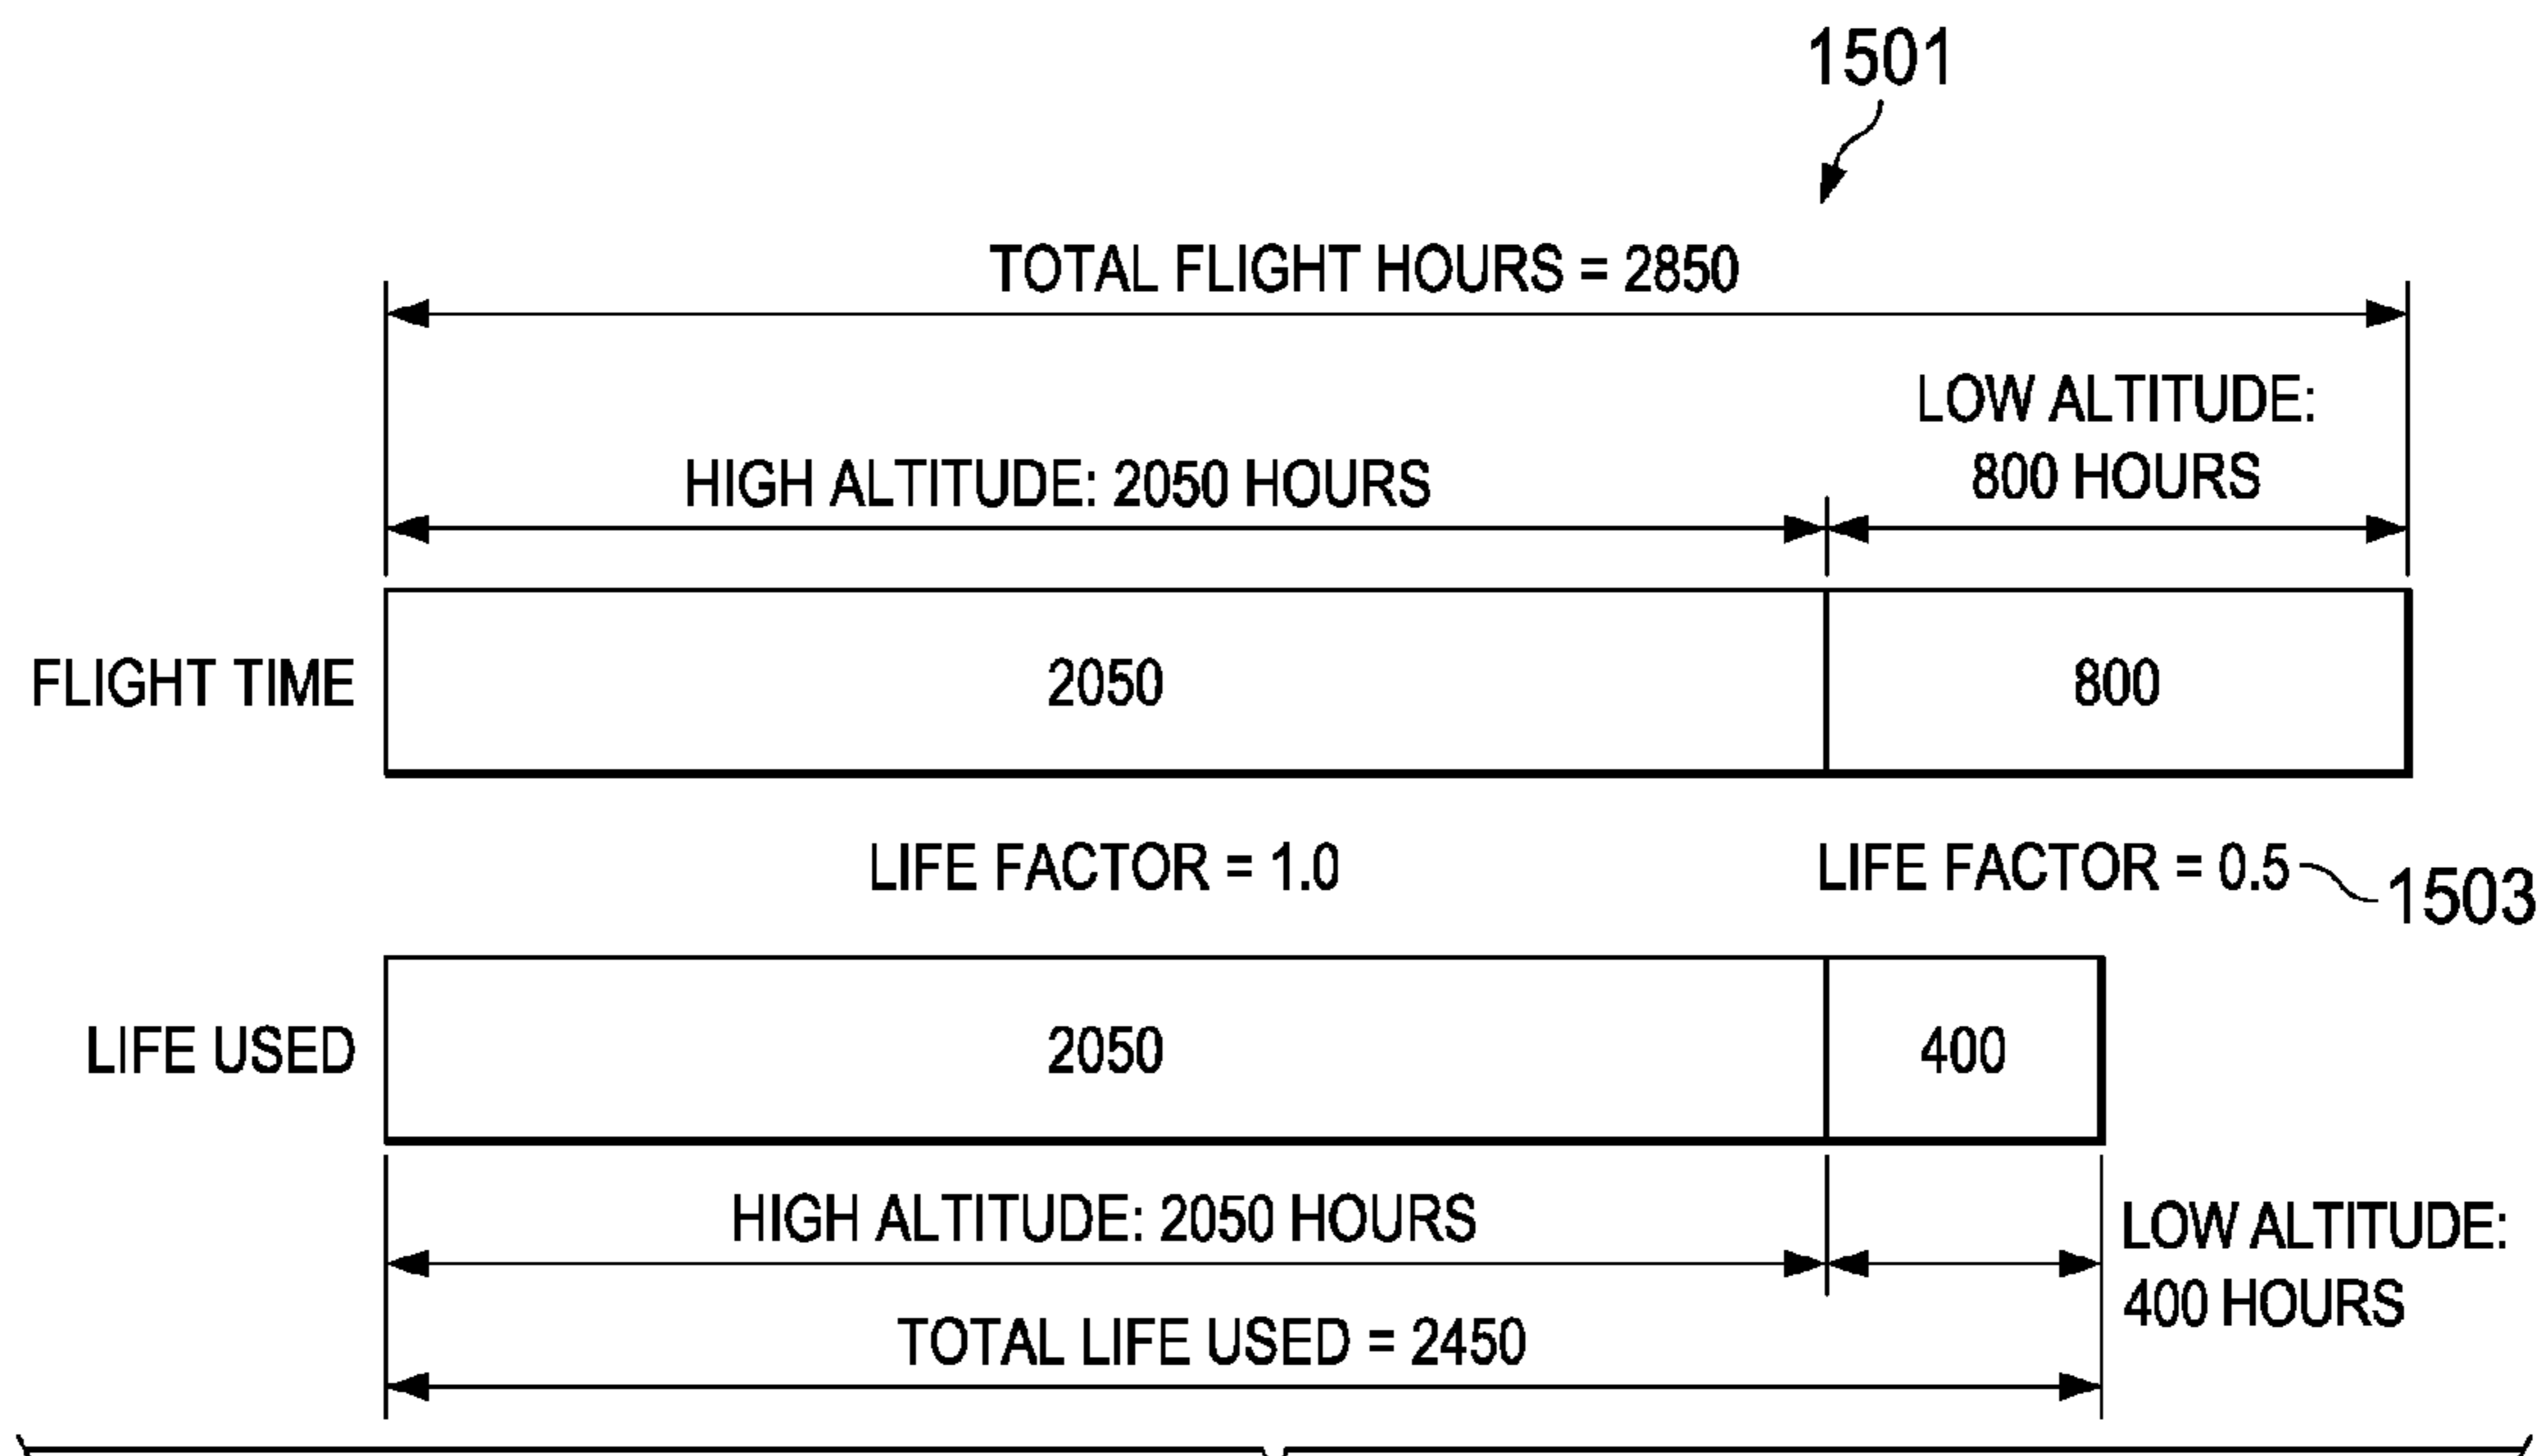 1501
TOTAL FLIGHT HOURS = 2850
LOW ALTITUDE:
800 HOURS
HIGH ALTITUDE: 2050 HOURS
FLIGHT TIME
2050
800
LIFE FACTOR = 1.0
LIFE FACTOR = 0.5
1503
LIFE USED
2050
400
HIGH ALTITUDE: 2050 HOURS
LOW ALTITUDE:
400 HOURS
TOTAL LIFE USED = 2450